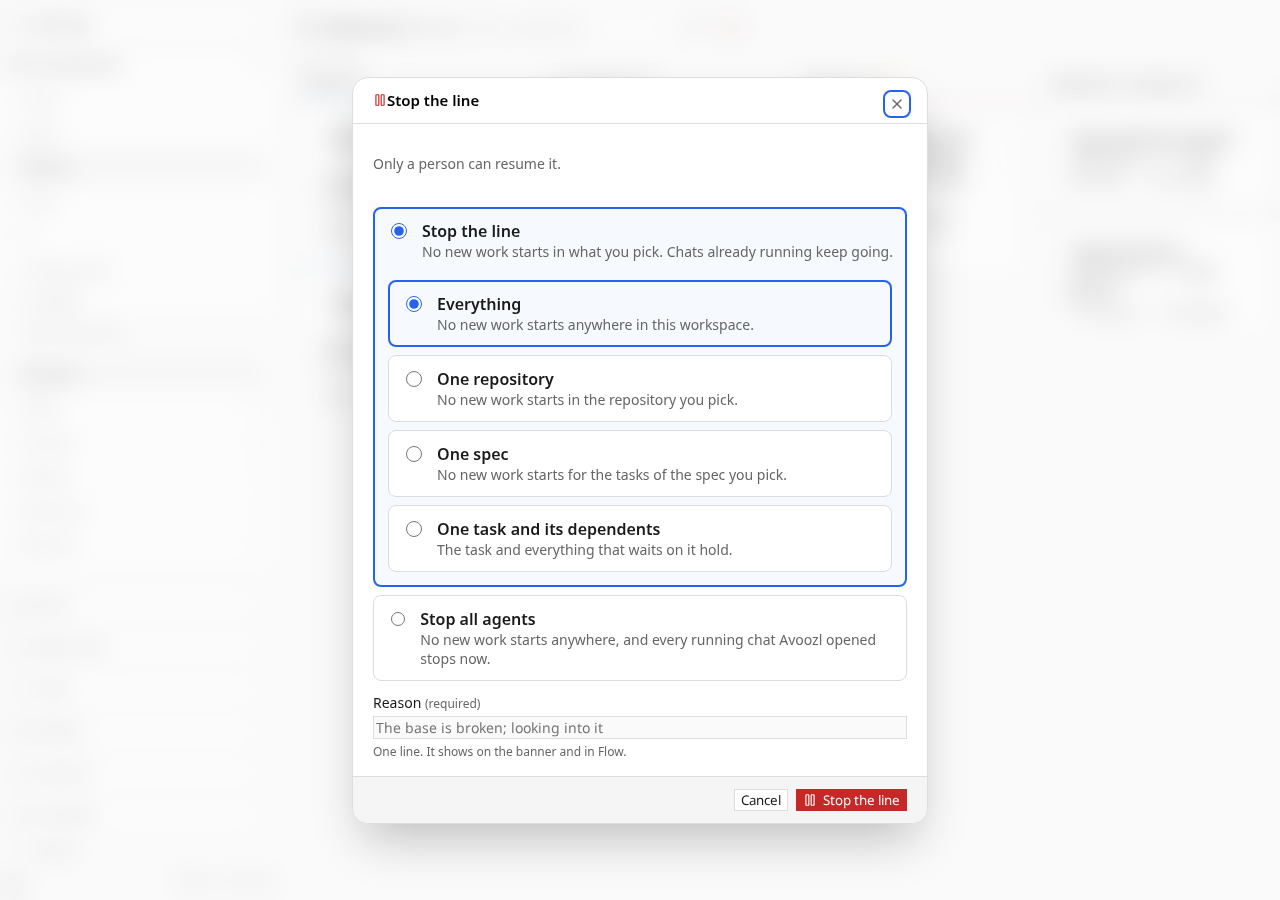 Stop the line
Only a person can resume it.
Stop the line
No new work starts in what you pick. Chats already running keep going.
Everything
No new work starts anywhere in this workspace.
One repository
No new work starts in the repository you pick.
One spec
No new work starts for the tasks of the spec you pick.
One task and its dependents
The task and everything that waits on it hold.
Stop all agents
No new work starts anywhere, and every running chat Avoozl opened
stops now.
Reason (required)
The base is broken; looking into it
One line. It shows on the banner and in Flow.
Cancel
Stop the line